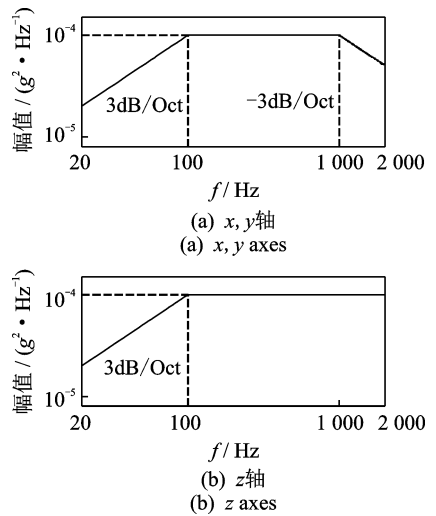 幅值/(g²·Hz⁻¹)
10⁻⁴
10⁻⁵
3dB/Oct
-3dB/Oct
20
100
1 000
2 000
f/Hz
(a) x, y轴
(a) x, y axes
幅值/(g²·Hz⁻¹)
10⁻⁴
10⁻⁵
3dB/Oct
20
100
1 000
2 000
f/Hz
(b) z轴
(b) z axes